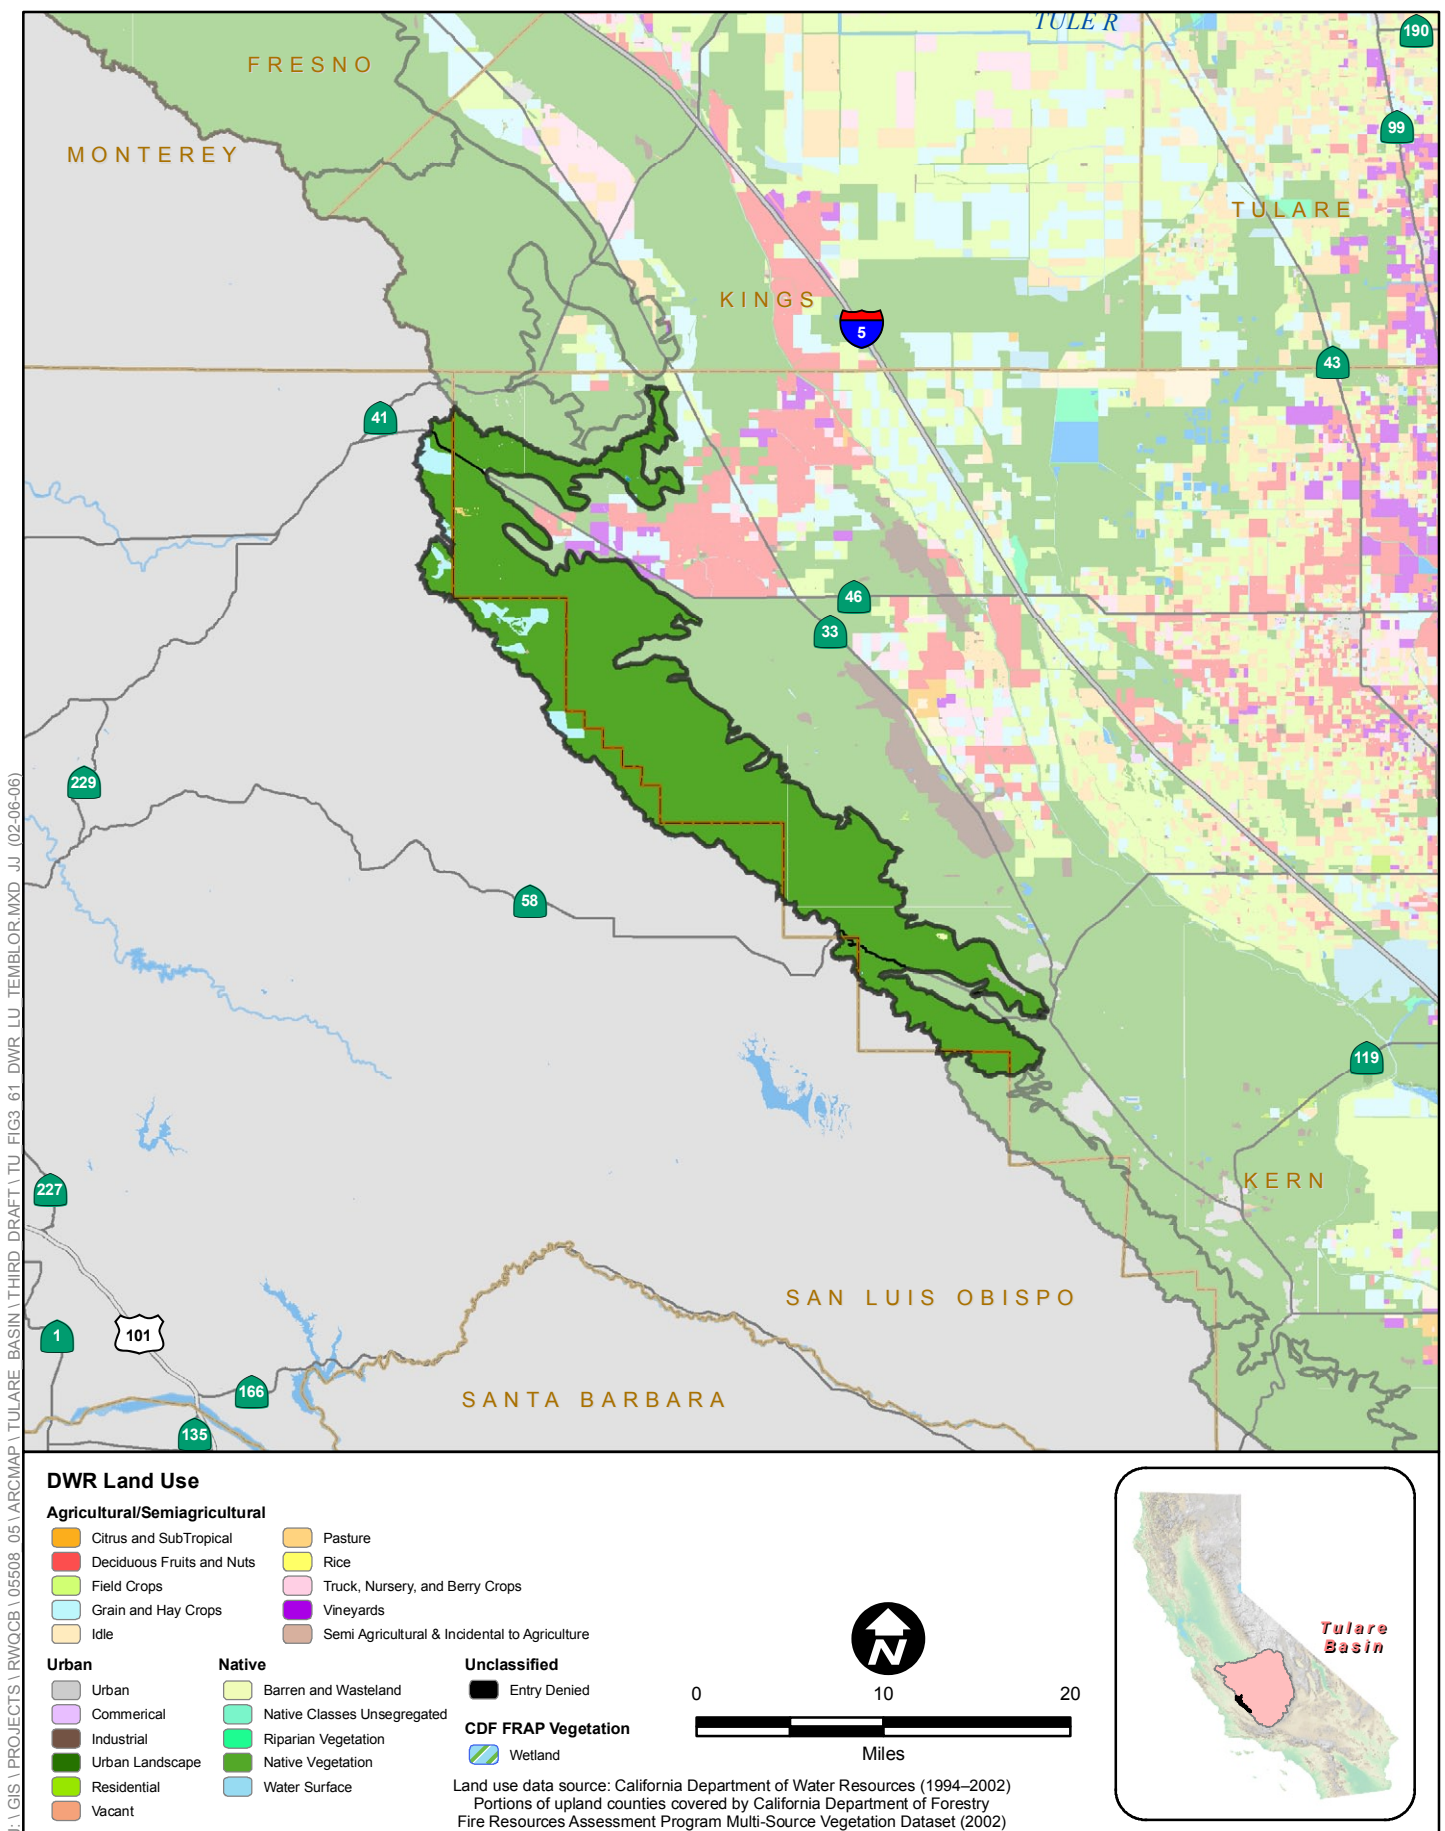 TULE R
190
FRESNO
99
MONTEREY
TULARE
KINGS
5
43
41
46
33
229
58
119
227
KERN
SAN LUIS OBISPO
1
101
166
SANTA BARBARA
135
J: \ GIS \ PROJECTS \ RWQCB \ 05508_05 \ ARCMAP \ TULARE_BASIN \ THIRD_DRAFT \ TU_FIG3_61_DWR_LU_TEMBLOR.MXD JJ (02-06-06)
DWR Land Use
Agricultural/Semiagricultural
Citrus and SubTropical
Deciduous Fruits and Nuts
Field Crops
Grain and Hay Crops
Idle
Pasture
Rice
Truck, Nursery, and Berry Crops
Vineyards
Semi Agricultural & Incidental to Agriculture
Urban
Urban
Commerical
Industrial
Urban Landscape
Residential
Vacant
Native
Barren and Wasteland
Native Classes Unsegregated
Riparian Vegetation
Native Vegetation
Water Surface
Unclassified
Entry Denied
CDF FRAP Vegetation
Wetland
N
0 10 20
Miles
Land use data source: California Department of Water Resources (1994–2002)
Portions of upland counties covered by California Department of Forestry
Fire Resources Assessment Program Multi-Source Vegetation Dataset (2002)
Tulare
Basin